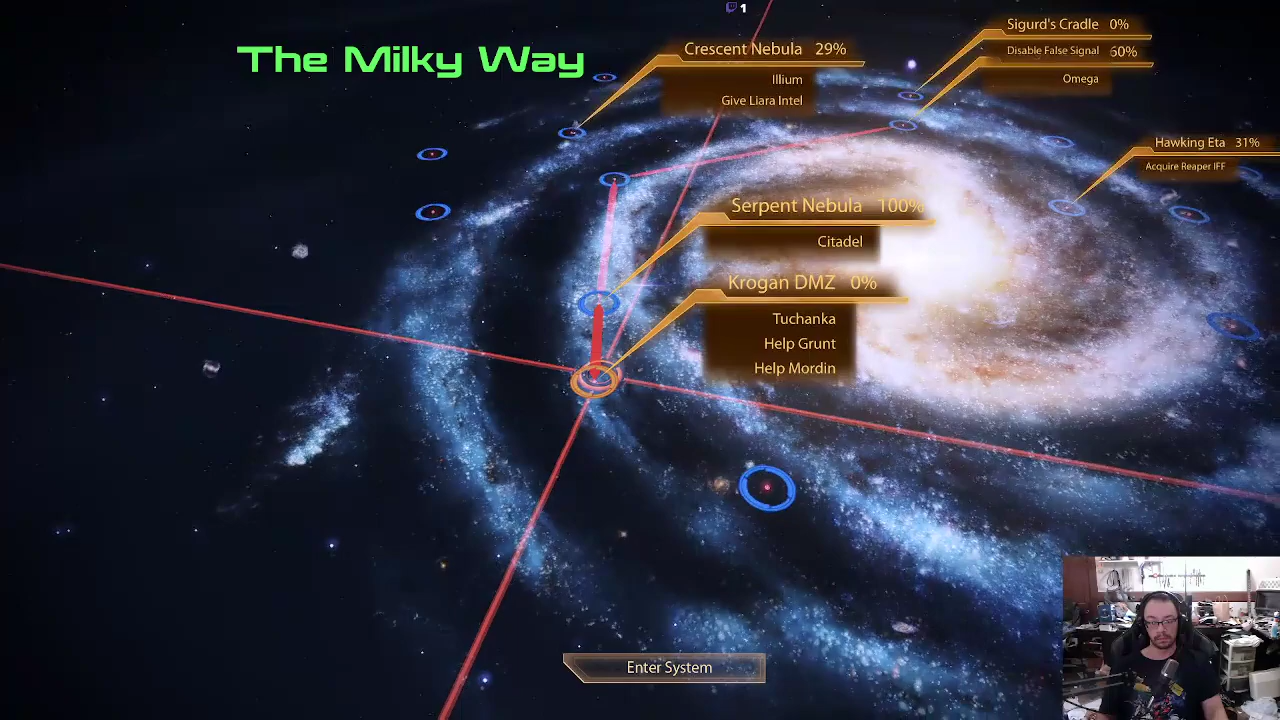 1
The Milky Way
Sigurd's Cradle 0%
Disable False Signal 60%
Omega
Crescent Nebula 29%
Illium
Give Liara Intel
Hawking Eta 31%
Acquire Reaper IFF
Serpent Nebula 100%
Citadel
Krogan DMZ 0%
Tuchanka
Help Grunt
Help Mordin
Enter System